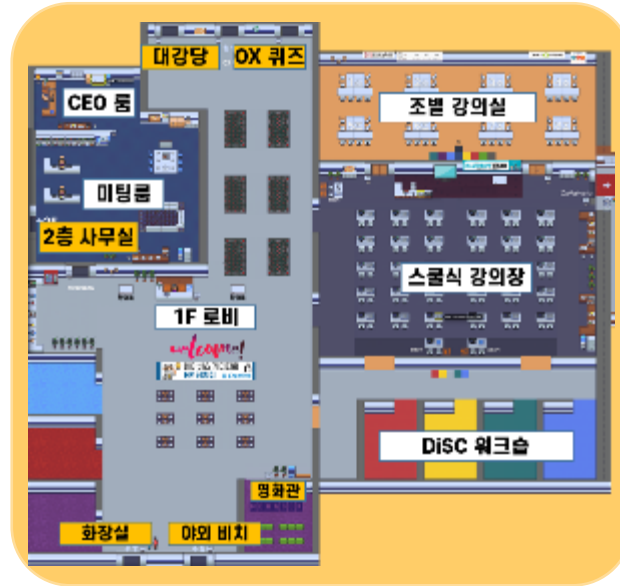 대강당
OX 퀴즈
CEO 룸
조별 강의실
미팅룸
2층 사무실
스쿨식 강의장
1F 로비
welcome!
DiSC 워크숍
영화관
화장실
야외 비치